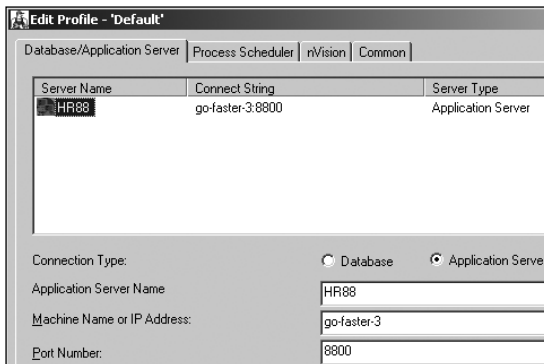 Edit Profile - 'Default'
Database/Application Server Process Scheduler nVision Common
Server Name Connect String Server Type
HR88 go-faster-3:8800 Application Server
Connection Type: Database Application Serve
Application Server Name HR88
Machine Name or IP Address: go-faster-3
Port Number: 8800